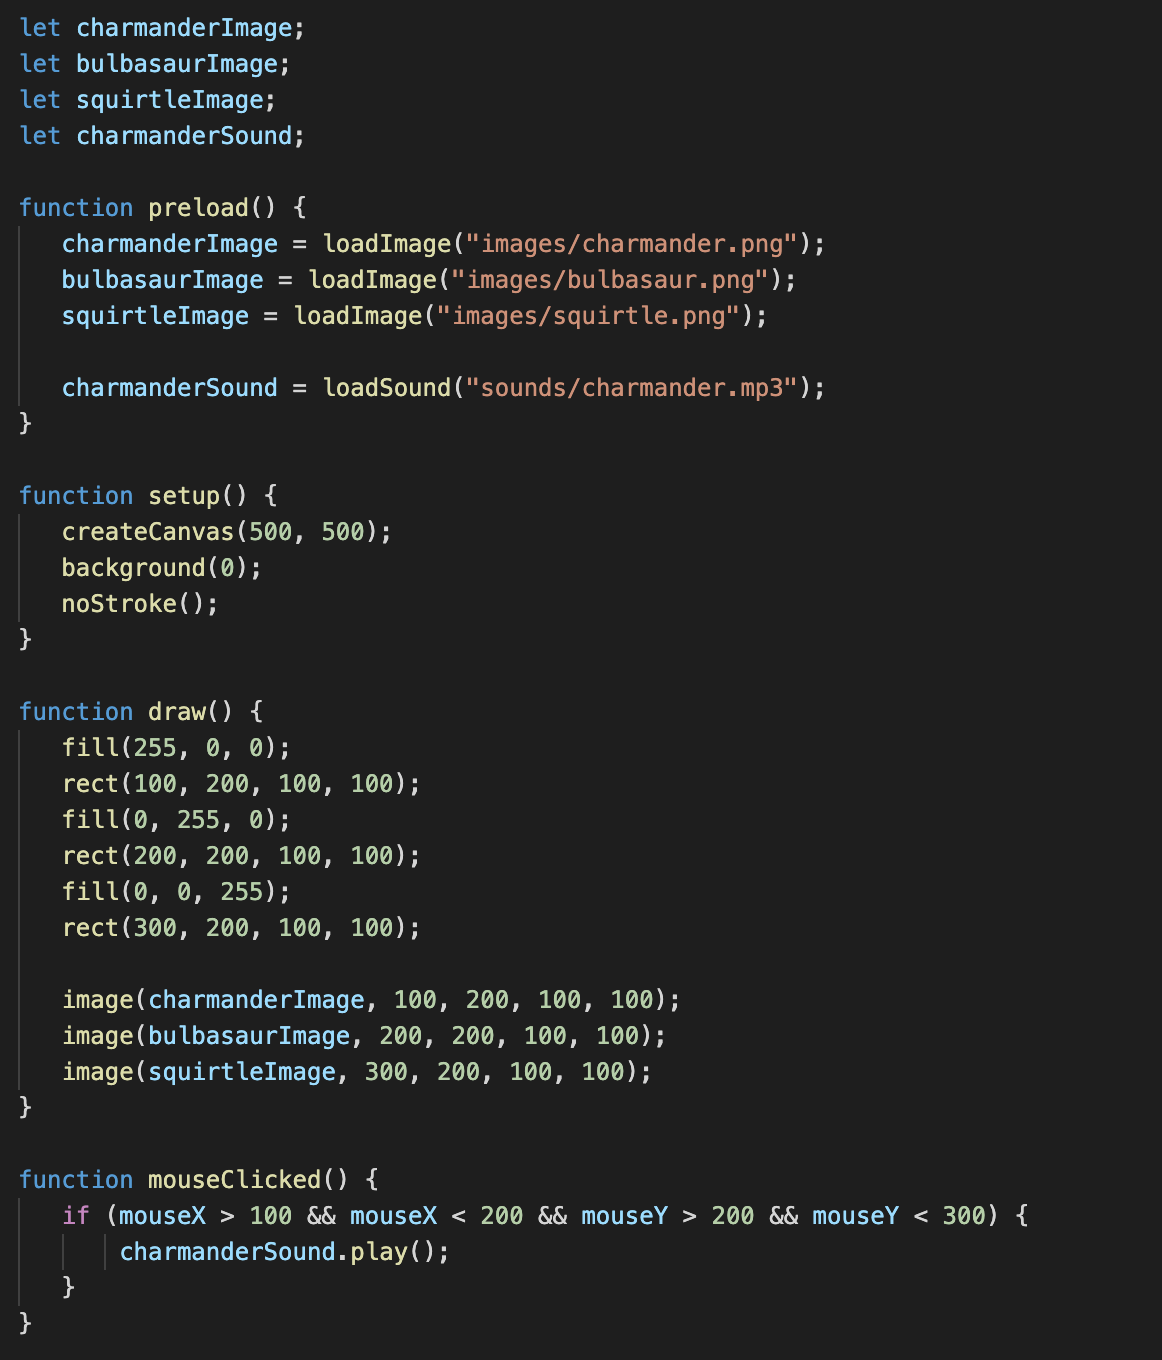 let charmanderImage;
let bulbasaurImage;
let squirtleImage;
let charmanderSound;

function preload() {
   charmanderImage = loadImage("images/charmander.png");
   bulbasaurImage = loadImage("images/bulbasaur.png");
   squirtleImage = loadImage("images/squirtle.png");

   charmanderSound = loadSound("sounds/charmander.mp3");
}

function setup() {
   createCanvas(500, 500);
   background(0);
   noStroke();
}

function draw() {
   fill(255, 0, 0);
   rect(100, 200, 100, 100);
   fill(0, 255, 0);
   rect(200, 200, 100, 100);
   fill(0, 0, 255);
   rect(300, 200, 100, 100);

   image(charmanderImage, 100, 200, 100, 100);
   image(bulbasaurImage, 200, 200, 100, 100);
   image(squirtleImage, 300, 200, 100, 100);
}

function mouseClicked() {
   if (mouseX > 100 && mouseX < 200 && mouseY > 200 && mouseY < 300) {
       charmanderSound.play();
   }
}